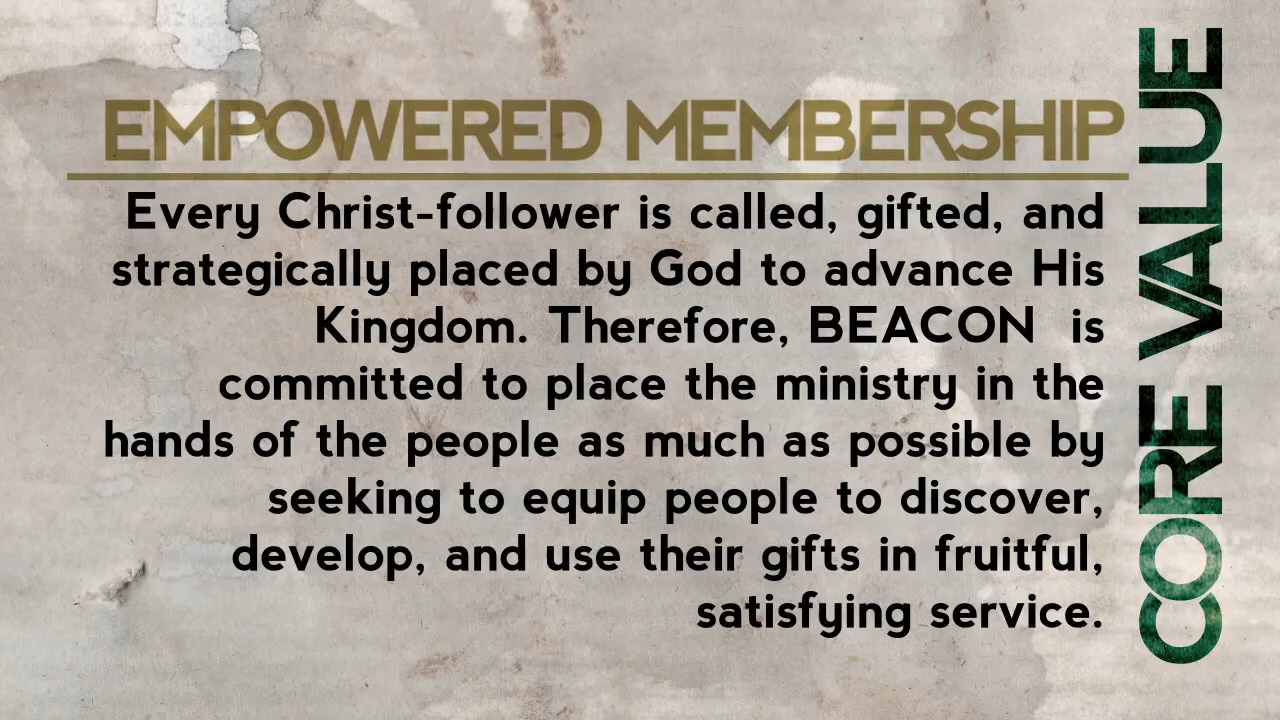 EMPOWERED MEMBERSHIP
Every Christ-follower is called, gifted, and
strategically placed by God to advance His
Kingdom. Therefore, BEACON  is
committed to place the ministry in the
hands of the people as much as possible by
seeking to equip people to discover,
develop, and use their gifts in fruitful,
satisfying service.
CORE VALUE